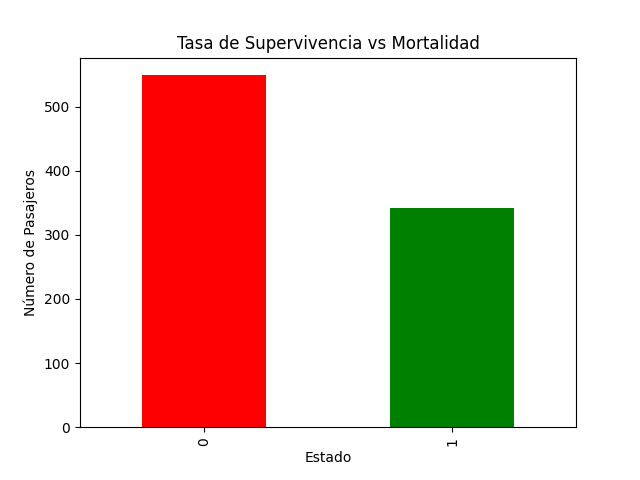 Tasa de Supervivencia vs Mortalidad
Número de Pasajeros
500
400
300
200
100
0
0
1
Estado